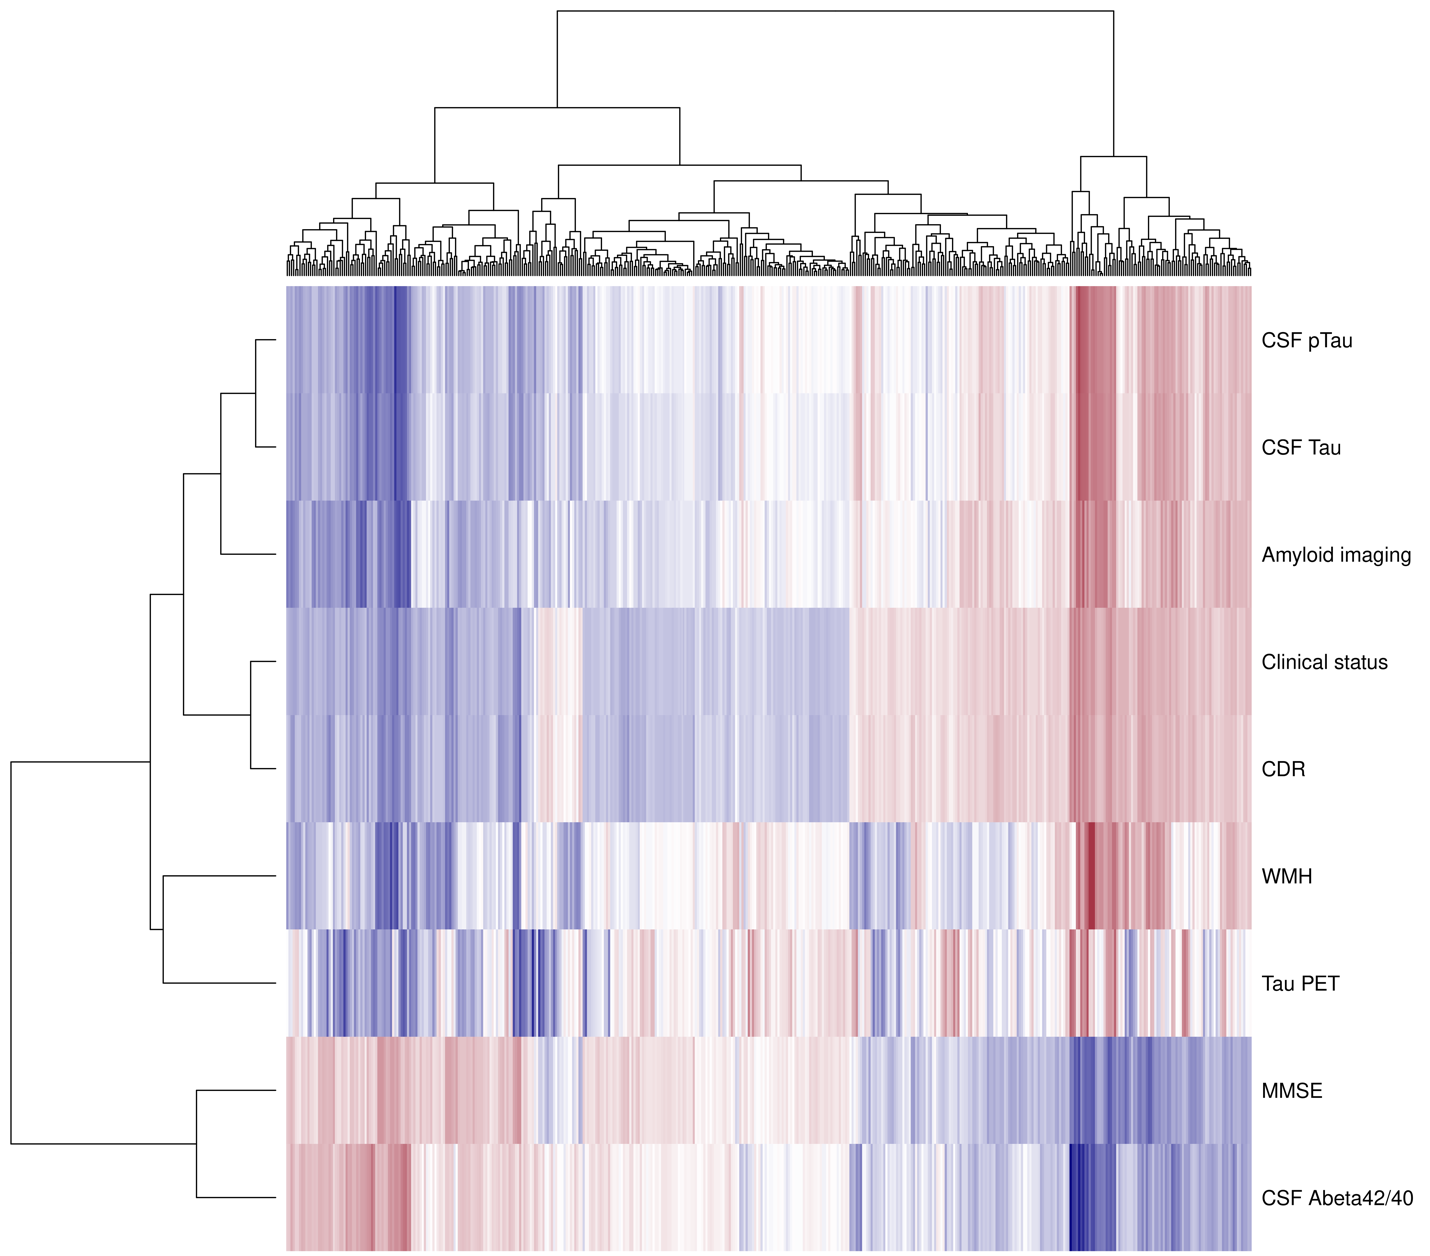 CSF pTau
CSF Tau
Amyloid imaging
Clinical status
CDR
WMH
Tau PET
MMSE
CSF Abeta42/40